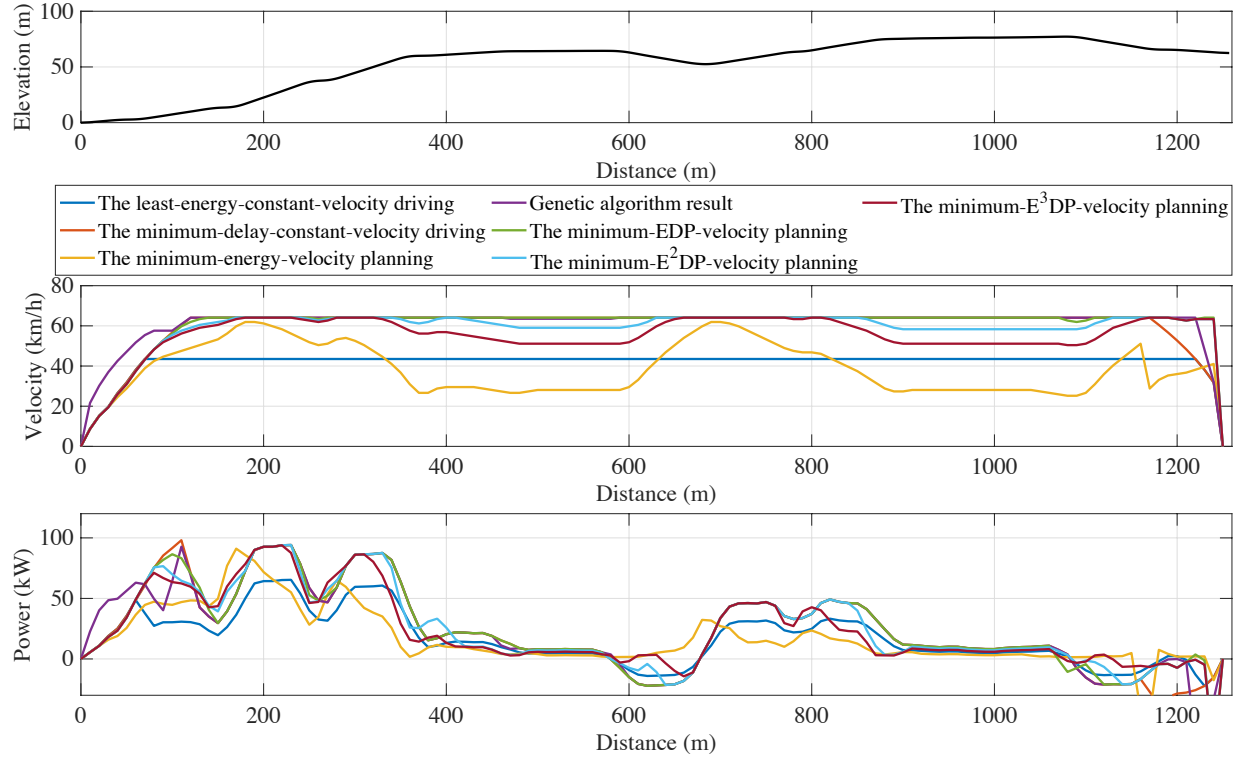 100
50
0
Elevation (m)
0 200 400 600 800 1000 1200
Distance (m)
The least-energy-constant-velocity driving
The minimum-delay-constant-velocity driving
The minimum-energy-velocity planning
Genetic algorithm result
The minimum-EDP-velocity planning
The minimum-E²DP-velocity planning
The minimum-E³DP-velocity planning
80
60
40
20
0
Velocity (km/h)
0 200 400 600 800 1000 1200
Distance (m)
100
50
0
Power (kW)
0 200 400 600 800 1000 1200
Distance (m)